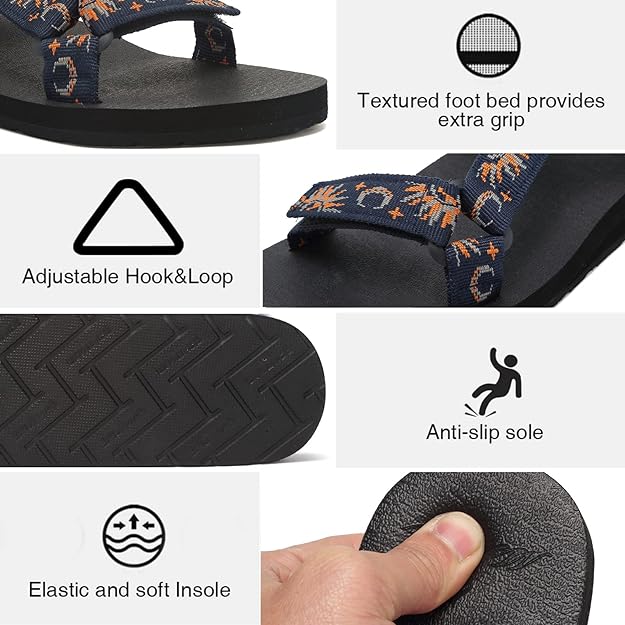 Textured foot bed provides
extra grip
Adjustable Hook&Loop
Anti-slip sole
Elastic and soft Insole